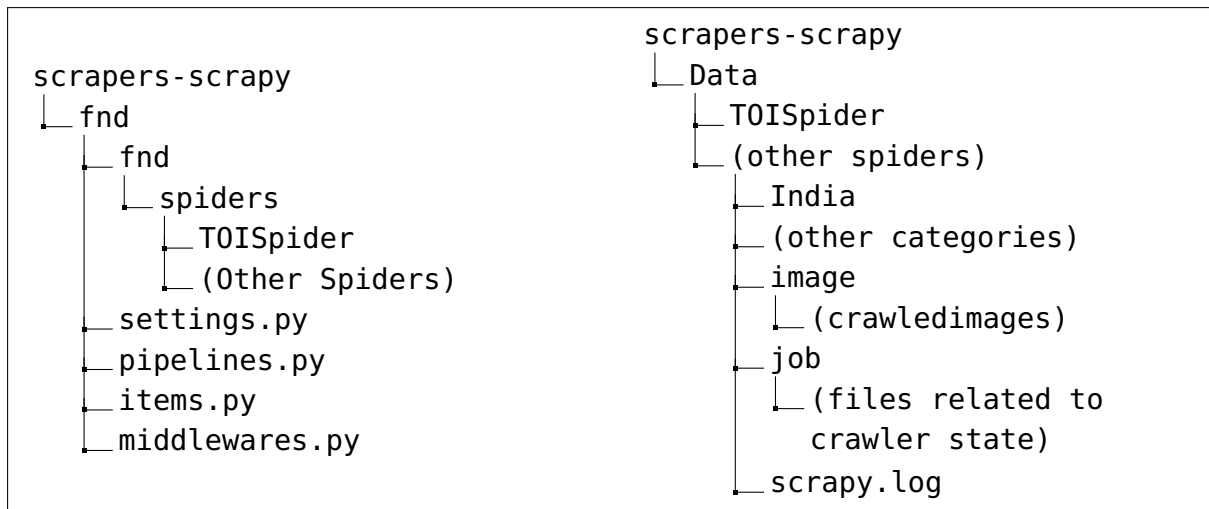 scrapers-scrapy
fnd
fnd
spiders
TOISpider
(Other Spiders)
settings.py
pipelines.py
items.py
middlewares.py
scrapers-scrapy
Data
TOISpider
(other spiders)
India
(other categories)
image
(crawledimages)
job
(files related to
crawler state)
scrapy.log